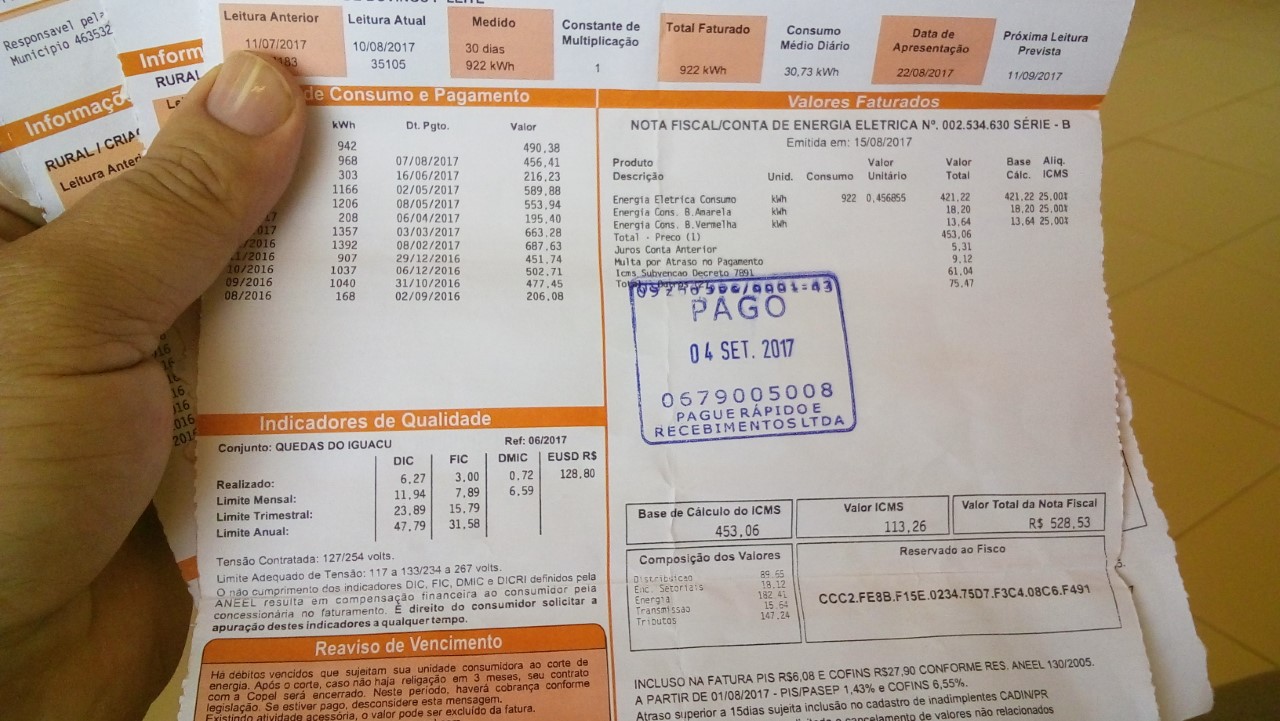 Responsavel pela
Municipio 463532
Inform
RURAL
Informaçõ
RURAL / CRIA
Leitura Anteri
Leitura Anterior
11/07/2017
183
Leitura Atual
10/08/2017
35105
Medido
30 dias
922 kWh
Constante de
Multiplicação
1
Total Faturado
922 kWh
Consumo
Médio Diário
30,73 kWh
Data de
Apresentação
22/08/2017
Próxima Leitura
Prevista
11/09/2017
de Consumo e Pagamento
kWh Dt. Pgto. Valor
942 490,38
968 07/08/2017 456,41
303 16/06/2017 216,23
1166 02/05/2017 589,88
1206 08/05/2017 553,94
208 06/04/2017 195,40
1357 03/03/2017 663,28
/2016 1392 08/02/2017 687,63
/2016 907 29/12/2016 451,74
10/2016 1037 06/12/2016 502,71
09/2016 1040 31/10/2016 477,45
08/2016 168 02/09/2016 206,08
Valores Faturados
NOTA FISCAL/CONTA DE ENERGIA ELETRICA Nº. 002.534.630 SÉRIE - B
Emitida em: 15/08/2017
Produto Valor Valor Base Aliq.
Descrição Unid. Consumo Unitário Total Cálc. ICMS
Energia Eletrica Consumo kWh 922 0,456855 421,22 421,22 25,00%
Energia Cons. B.Amarela kWh 18,20 18,20 25,00%
Energia Cons. B.Vermelha kWh 13,64 13,64 25,00%
Total - Preco (1) 453,06
Juros Conta Anterior 5,31
Multa por Atraso no Pagamento 9,12
Icms Subvencao Decreto 7891 61,04
75,47
PAGO
04 SET. 2017
0679005008
PAGUE RÁPIDO E
RECEBIMENTOS LTDA
Indicadores de Qualidade
Conjunto: QUEDAS DO IGUACU Ref: 06/2017
DIC FIC DMIC EUSD R$
Realizado: 6,27 3,00 0,72 128,80
Limite Mensal: 11,94 7,89 6,59
Limite Trimestral: 23,89 15,79
Limite Anual: 47,79 31,58
Tensão Contratada: 127/254 volts.
Limite Adequado de Tensão: 117 a 133/234 a 267 volts.
O não cumprimento dos indicadores DIC, FIC, DMIC e DICRI definidos pela
ANEEL resulta em compensação financeira ao consumidor pela
concessionária no faturamento. É direito do consumidor solicitar a
apuração destes indicadores a qualquer tempo.
Reaviso de Vencimento
Há débitos vencidos que sujeitam sua unidade consumidora ao corte de
energia. Após o corte, caso não haja religação em 3 meses, seu contrato
com a Copel será encerrado. Neste período, haverá cobrança conforme
legislação. Se estiver pago, desconsidere esta mensagem.
Existindo atividade acessória, o valor pode ser excluído da fatura.
Base de Cálculo do ICMS
453,06
Valor ICMS
113,26
Valor Total da Nota Fiscal
R$ 528,53
Composição dos Valores
Distribuicao 89,65
Enc. Setoriais 18,12
Energia 182,41
Transmissao 15,64
Tributos 147,24
Reservado ao Fisco
CCC2.FE8B.F15E.0234.75D7.F3C4.08C6.F491
INCLUSO NA FATURA PIS R$6,08 E COFINS R$27,90 CONFORME RES. ANEEL 130/2005.
A PARTIR DE 01/08/2017 - PIS/PASEP 1,43% e COFINS 6,55%.
Atraso superior a 15dias sujeita inclusão no cadastro de inadimplentes CADIN/PR
cancelamento de valores não relacionados